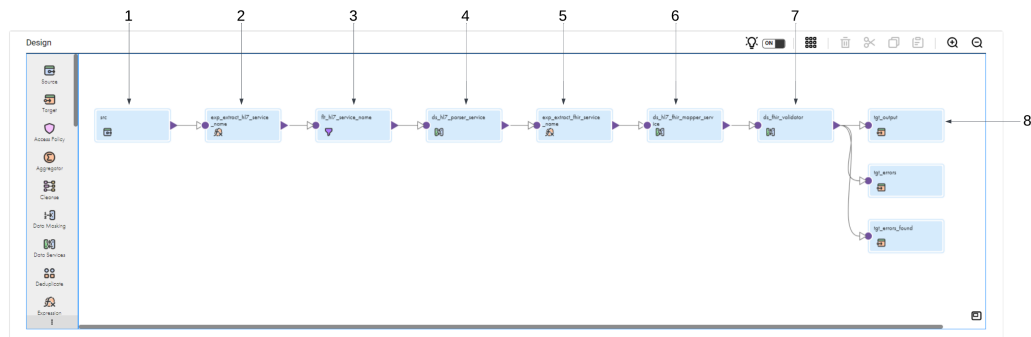 1 2 3 4 5 6 7
Design
ON
Source
Target
Access Policy
Aggregator
Cleanse
Data Masking
Data Services
Deduplicate
Expression
src
exp_extract_hl7_service
_name
flt_hl7_service_name
ds_hl7_parser_service
exp_extract_fhir_service
_name
ds_hl7_fhir_mapper_serv
ice
ds_fhir_validator
tgt_output
8
tgt_errors
tgt_errors_found